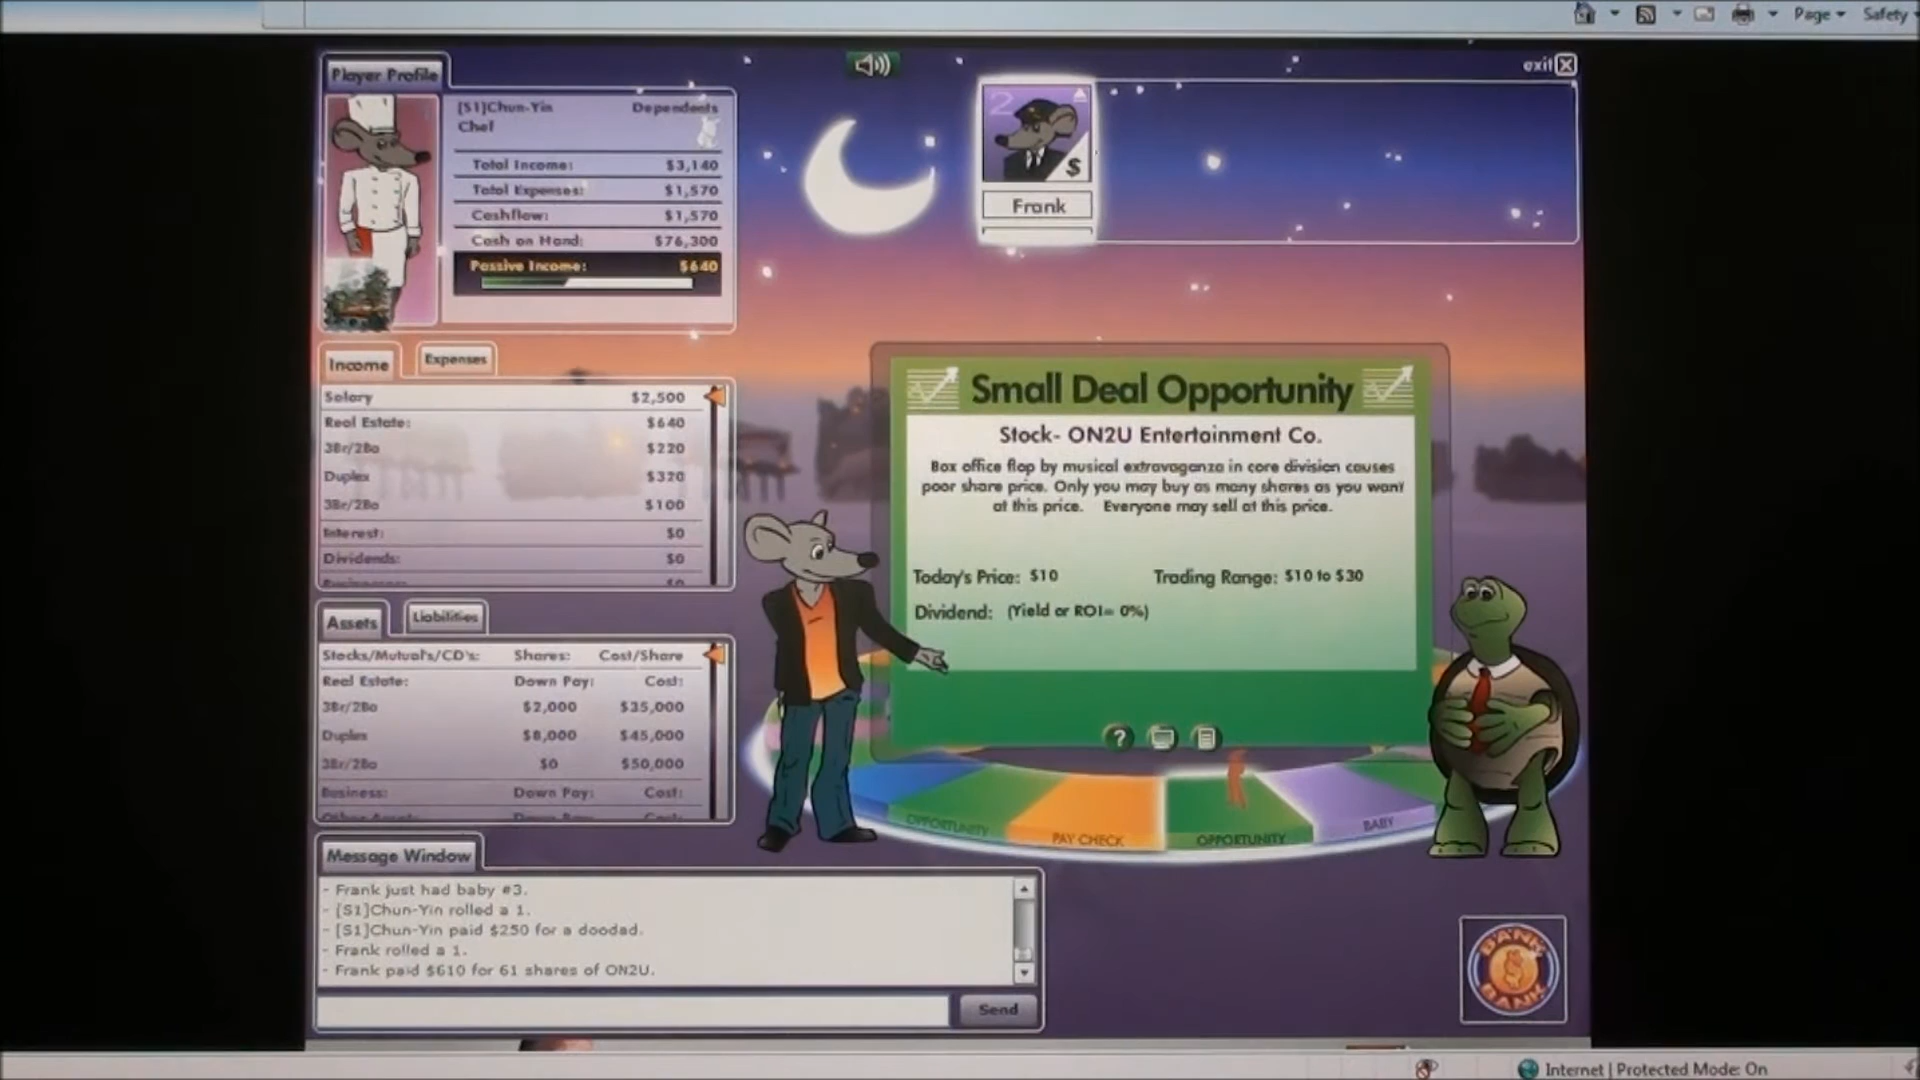 Page
Safety
Player Profile
exit
[S1]Chun-Yin
Dependents
Chef
Total Income: $3,140
Total Expenses: $1,570
Cashflow: $1,570
Cash on Hand: $76,300
Passive Income: $640
2
$
Frank
Income
Expenses
Salary $2,500
Real Estate: $640
3Br/2Ba $220
Duplex $320
3Br/2Ba $100
Interest: $0
Dividends: $0
$0
Small Deal Opportunity
Stock- ON2U Entertainment Co.
Box office flop by musical extravaganza in core division causes
poor share price. Only you may buy as many shares as you want
at this price. Everyone may sell at this price.
Today's Price: $10 Trading Range: $10 to $30
Dividend: (Yield or ROI= 0%)
?
Assets
Liabilities
Stocks/Mutual's/CD's: Shares: Cost/Share
Real Estate: Down Pay: Cost:
3Br/2Ba $2,000 $35,000
Duplex $8,000 $45,000
3Br/2Ba $0 $50,000
Business: Down Pay: Cost:
OPPORTUNITY
PAY CHECK
OPPORTUNITY
BABY
Message Window
- Frank just had baby #3.
- [S1]Chun-Yin rolled a 1.
- [S1]Chun-Yin paid $250 for a doodad.
- Frank rolled a 1.
- Frank paid $610 for 61 shares of ON2U.
Send
BANK
$
BANK
Internet | Protected Mode: On